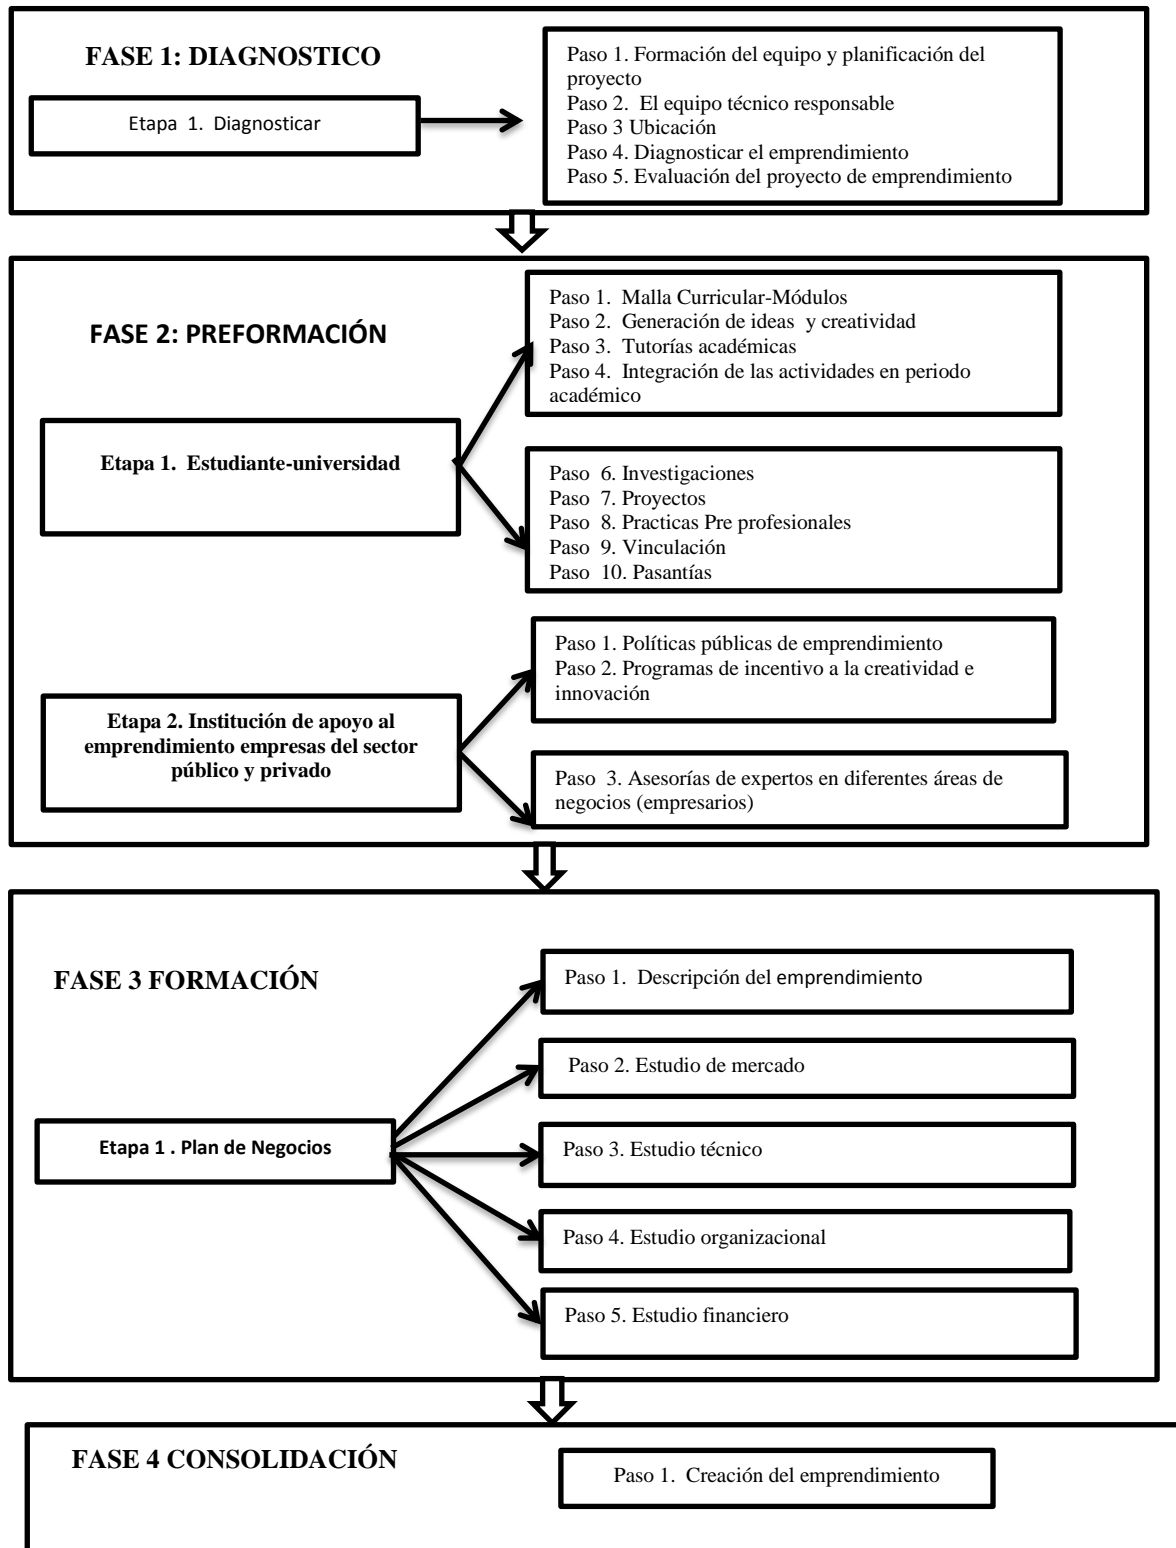 FASE 1: DIAGNOSTICO
Etapa 1. Diagnosticar
Paso 1. Formación del equipo y planificación del
proyecto
Paso 2. El equipo técnico responsable
Paso 3 Ubicación
Paso 4. Diagnosticar el emprendimiento
Paso 5. Evaluación del proyecto de emprendimiento
FASE 2: PREFORMACIÓN
Etapa 1. Estudiante-universidad
Paso 1. Malla Curricular-Módulos
Paso 2. Generación de ideas y creatividad
Paso 3. Tutorías académicas
Paso 4. Integración de las actividades en periodo
académico
Paso 6. Investigaciones
Paso 7. Proyectos
Paso 8. Practicas Pre profesionales
Paso 9. Vinculación
Paso 10. Pasantías
Etapa 2. Institución de apoyo al
emprendimiento empresas del sector
público y privado
Paso 1. Políticas públicas de emprendimiento
Paso 2. Programas de incentivo a la creatividad e
innovación
Paso 3. Asesorías de expertos en diferentes áreas de
negocios (empresarios)
FASE 3 FORMACIÓN
Etapa 1 . Plan de Negocios
Paso 1. Descripción del emprendimiento
Paso 2. Estudio de mercado
Paso 3. Estudio técnico
Paso 4. Estudio organizacional
Paso 5. Estudio financiero
FASE 4 CONSOLIDACIÓN
Paso 1. Creación del emprendimiento